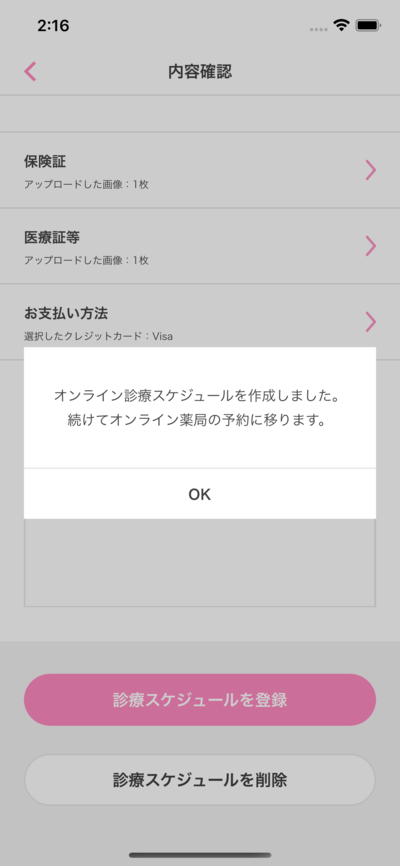 2:16
内容確認
保険証
アップロードした画像：1枚
医療証等
アップロードした画像：1枚
お支払い方法
選択したクレジットカード：Visa
オンライン診療スケジュールを作成しました。
続けてオンライン薬局の予約に移ります。
OK
診療スケジュールを登録
診療スケジュールを削除